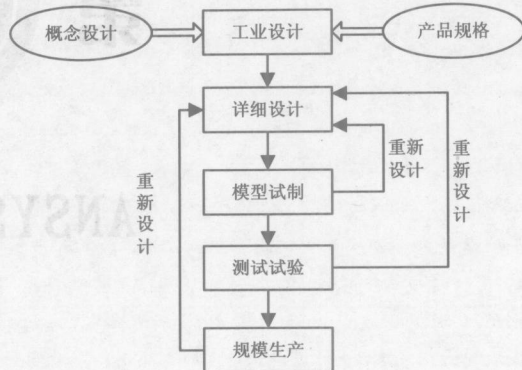 概念设计
工业设计
产品规格
详细设计
重新
设计
重新设计
模型试制
重新设计
测试试验
规模生产